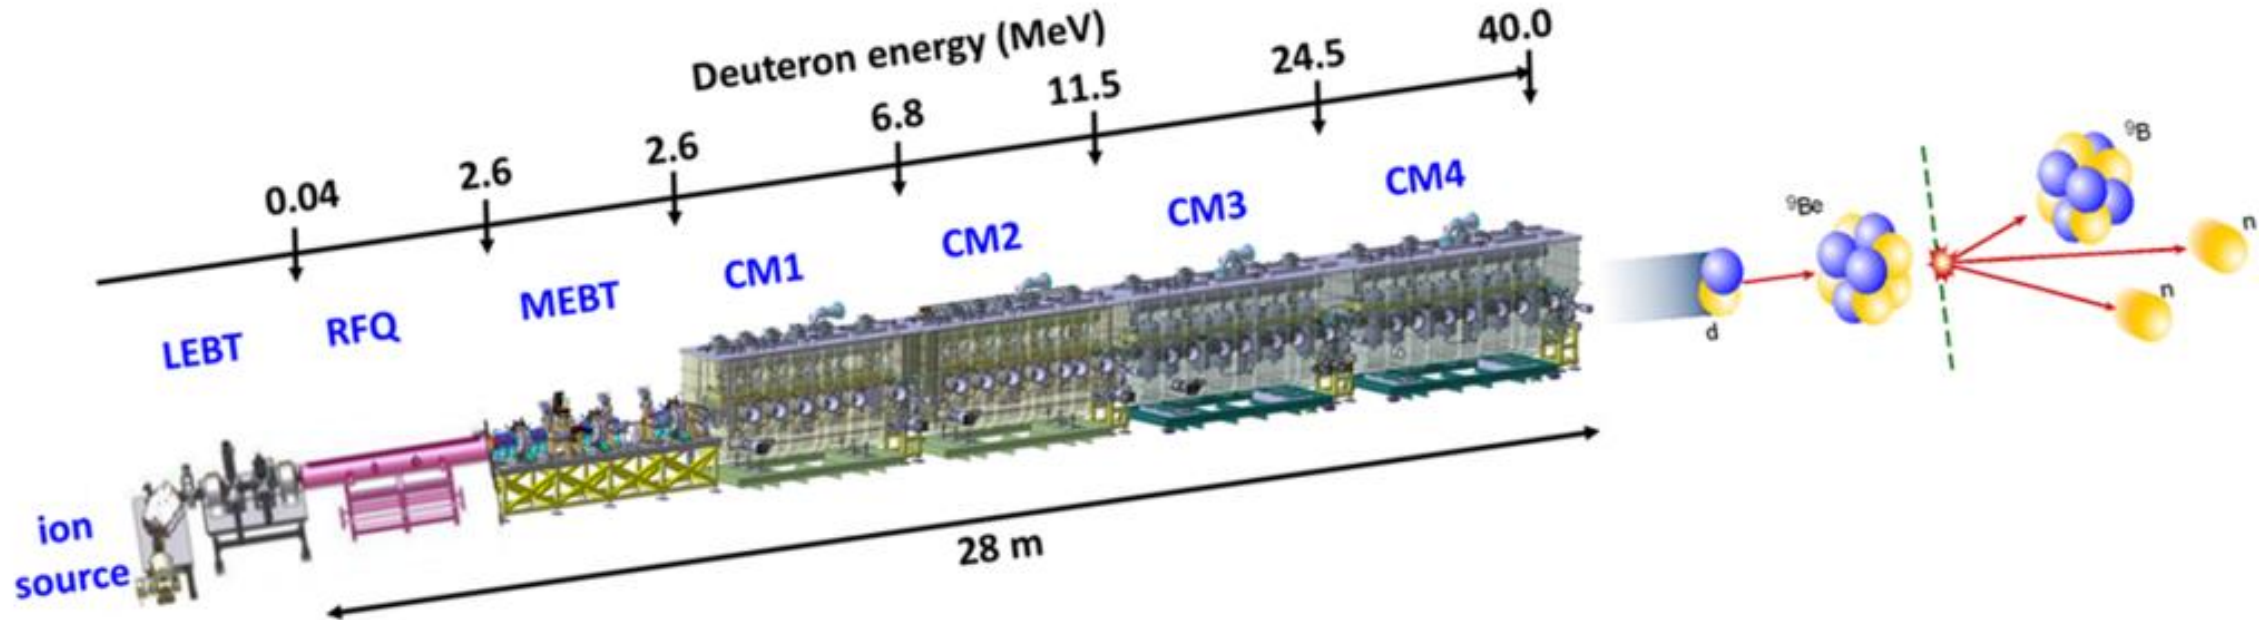 Deuteron energy (MeV)
0.04
2.6
2.6
6.8
11.5
24.5
40.0
LEBT
RFQ
MEBT
CM1
CM2
CM3
CM4
ion
source
28 m
d
⁹Be
⁹B
n
n